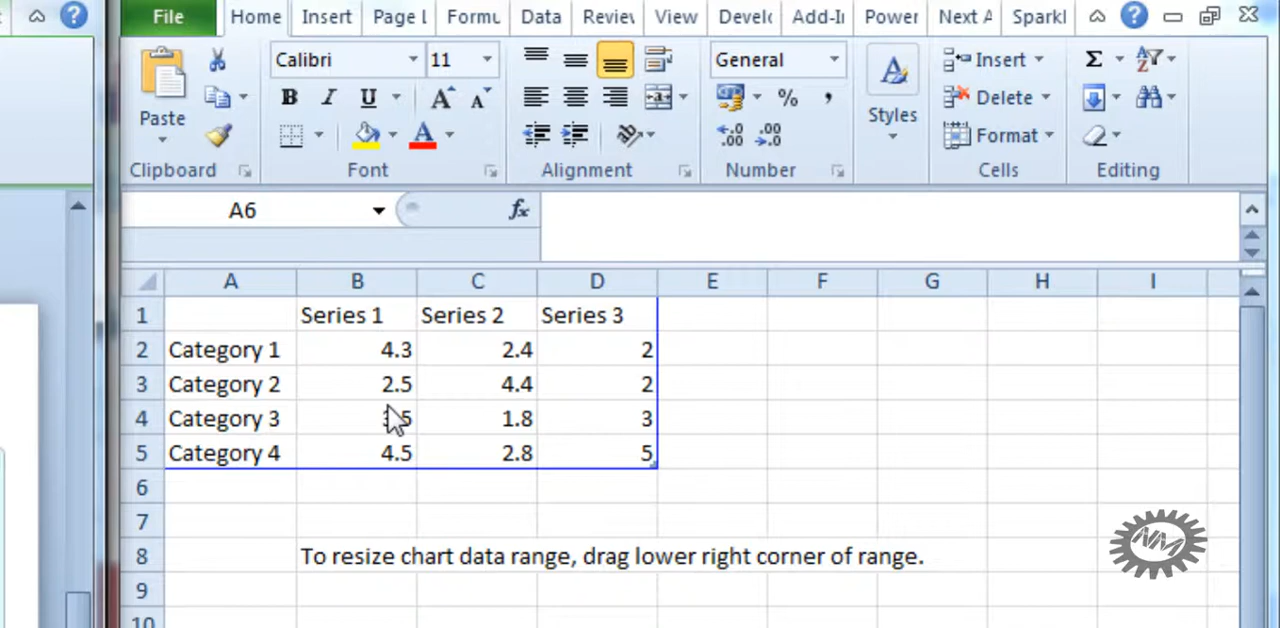 File Home Insert Page L Formu Data Review View Develo Add-In Power Next A Sparkl
Calibri 11 General Insert
B I U A A % , Delete
Paste Styles Format
Clipboard Font Alignment Number Cells Editing
A6 fx
A B C D E F G H I
1 Series 1 Series 2 Series 3
2 Category 1 4.3 2.4 2
3 Category 2 2.5 4.4 2
4 Category 3 1.8 3
5 Category 4 4.5 2.8 5
6
7
8 To resize chart data range, drag lower right corner of range.
9
10
NM